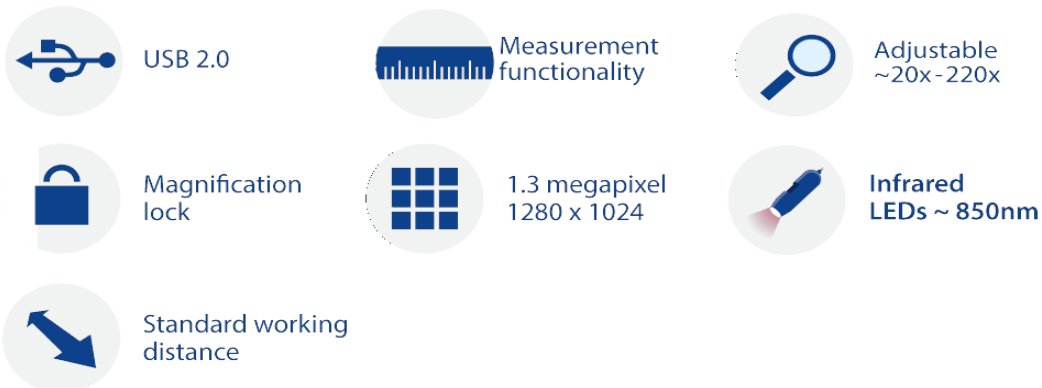 USB 2.0
Measurement
functionality
Adjustable
~20x-220x
Magnification
lock
1.3 megapixel
1280 x 1024
Infrared
LEDs ~ 850nm
Standard working
distance